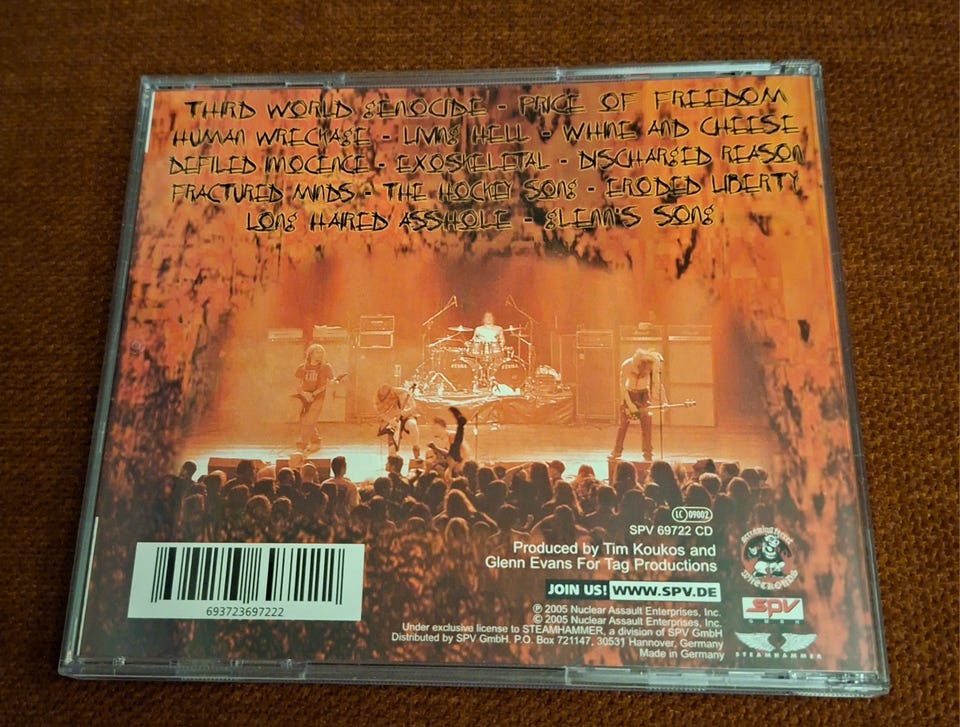 THIRD WORLD GENOCIDE - PRICE OF FREEDOM
HUMAN WRECKAGE - LIVING HELL - WHINE AND CHEESE
DEFILED INNOCENCE - EXOSKELETAL - DISCHARGED REASON
FRACTURED MINDS - THE HOCKEY SONG - ERODED LIBERTY
LONG HAIRED ASSHOLE - GLENN'S SONG
TAMA TAMA
LC 09002
SPV 69722 CD
Produced by Tim Koukos and
Glenn Evans For Tag Productions
JOIN US! WWW.SPV.DE
693723697222
℗ 2005 Nuclear Assault Enterprises, Inc.
© 2005 Nuclear Assault Enterprises, Inc.
Under exclusive license to STEAMHAMMER, a division of SPV GmbH
Distributed by SPV GmbH. P.O. Box 721147, 30531 Hannover, Germany
Made in Germany
SPV
GMBH
STEAMHAMMER